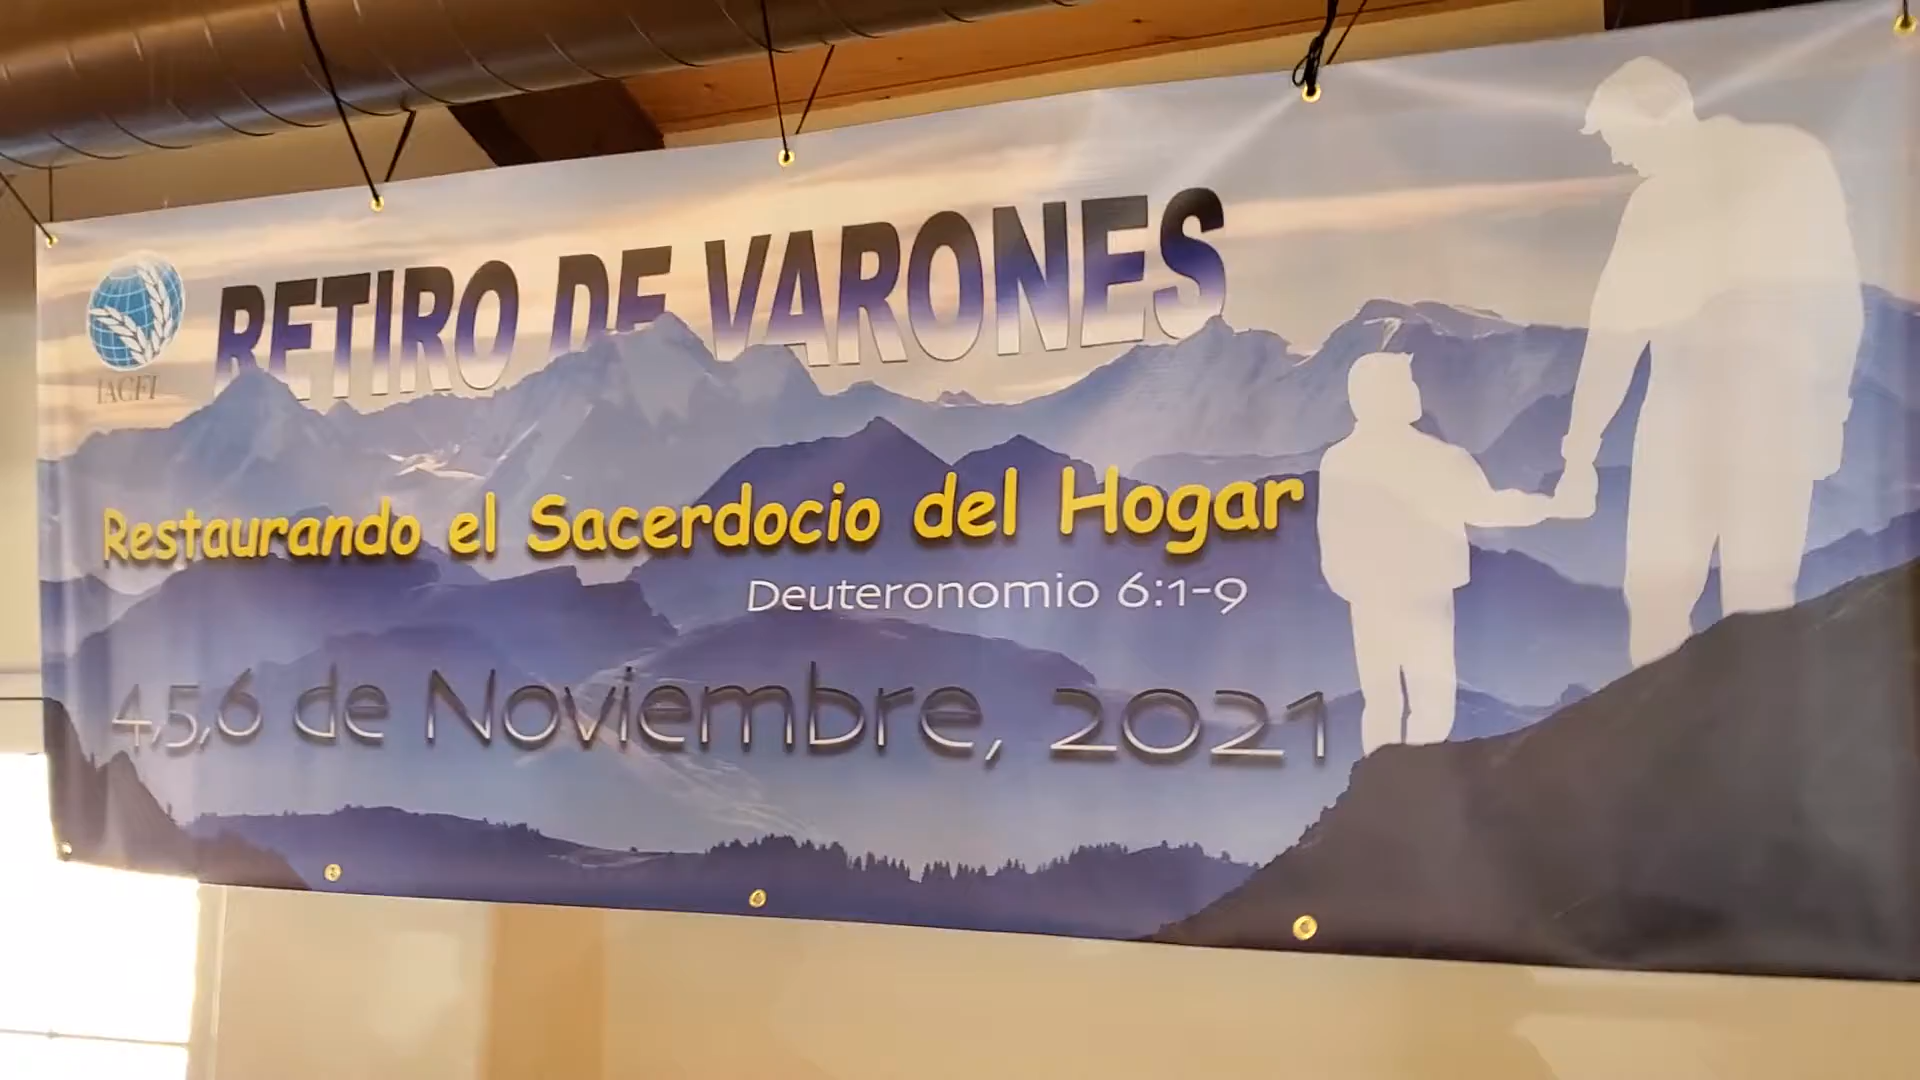 RETIRO DE VARONES
IACFI
Restaurando el Sacerdocio del Hogar
Deuteronomio 6:1-9
4,5,6 de Noviembre, 2021